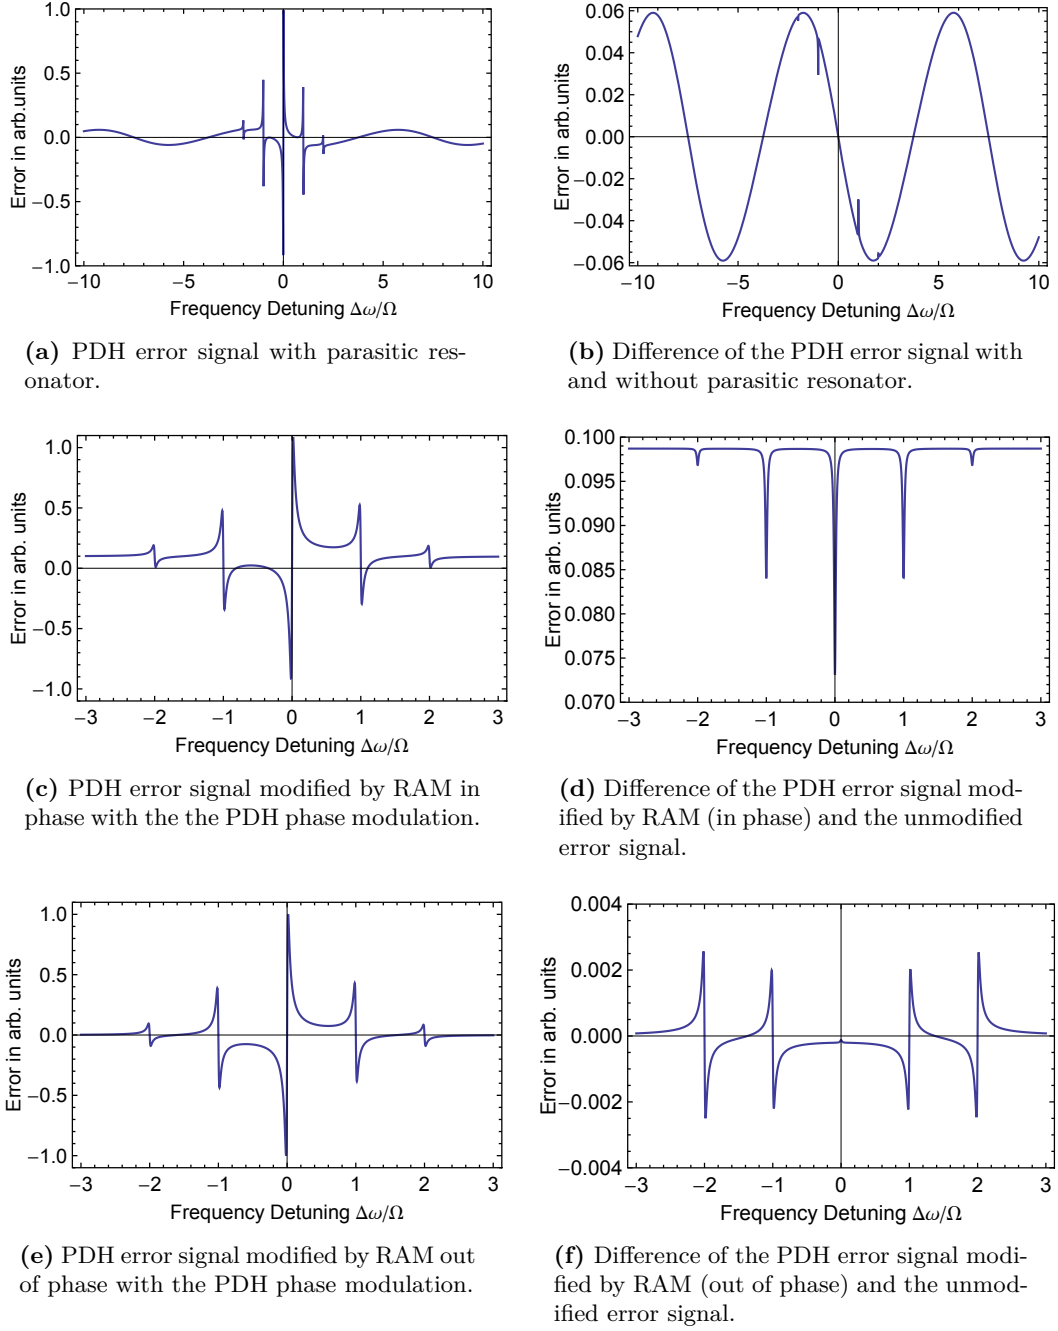 1.0
0.5
0.0
−0.5
−1.0
Error in arb.units
−10 −5 0 5 10
Frequency Detuning Δω/Ω
(a) PDH error signal with parasitic res-
onator.
0.06
0.04
0.02
0.00
−0.02
−0.04
−0.06
Error in arb.units
−10 −5 0 5 10
Frequency Detuning Δω/Ω
(b) Difference of the PDH error signal with
and without parasitic resonator.
1.0
0.5
0.0
−0.5
−1.0
Error in arb. units
−3 −2 −1 0 1 2 3
Frequency Detuning Δω/Ω
(c) PDH error signal modified by RAM in
phase with the the PDH phase modulation.
0.100
0.095
0.090
0.085
0.080
0.075
0.070
Error in arb. units
−3 −2 −1 0 1 2 3
Frequency Detuning Δω/Ω
(d) Difference of the PDH error signal mod-
ified by RAM (in phase) and the unmodified
error signal.
1.0
0.5
0.0
−0.5
−1.0
Error in arb. units
−3 −2 −1 0 1 2 3
Frequency Detuning Δω/Ω
(e) PDH error signal modified by RAM out
of phase with the PDH phase modulation.
0.004
0.002
0.000
−0.002
−0.004
Error in arb. units
−3 −2 −1 0 1 2 3
Frequency Detuning Δω/Ω
(f) Difference of the PDH error signal modi-
fied by RAM (out of phase) and the unmod-
ified error signal.